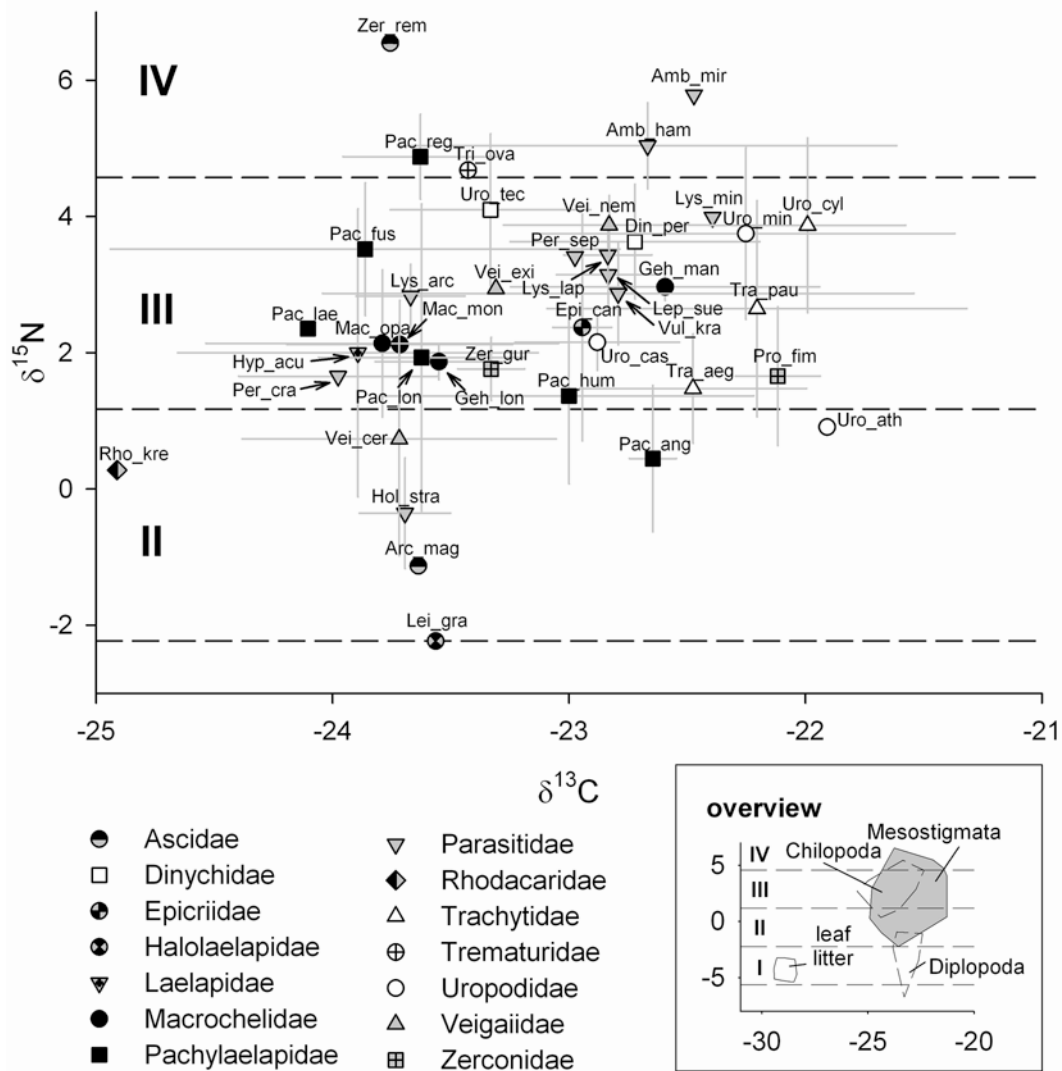 Zer_rem
6
IV
Amb_mir
Amb_ham
Pac_reg
Tri_ova
4
Uro_tec
Vei_nem
Lys_min
Uro_cyl
Din_per
Uro_min
Pac_fus
Per_sep
Vei_exi
Geh_man
Lys_arc
Lys_lap
Lep_sue
Tra_pau
III
δ15N
Pac_lae
Mac_opa
Mac_mon
Epi_can
Vul_kra
2
Hyp_acu
Zer_gur
Uro_cas
Pro_fim
Per_cra
Pac_lon
Geh_lon
Pac_hum
Tra_aeg
Vei_cer
Pac_ang
Uro_ath
Rho_kre
0
Hol_stra
II
Arc_mag
Lei_gra
-2
-25 -24 -23 -22 -21
δ13C
Ascidae
Dinychidae
Epicriidae
Halolaelapidae
Laelapidae
Macrochelidae
Pachylaelapidae
Parasitidae
Rhodacaridae
Trachytidae
Trematuridae
Uropodidae
Veigaiidae
Zerconidae
overview
Mesostigmata
5 IV Chilopoda
III
0
II
leaf
litter
I
-5
Diplopoda
-30 -25 -20